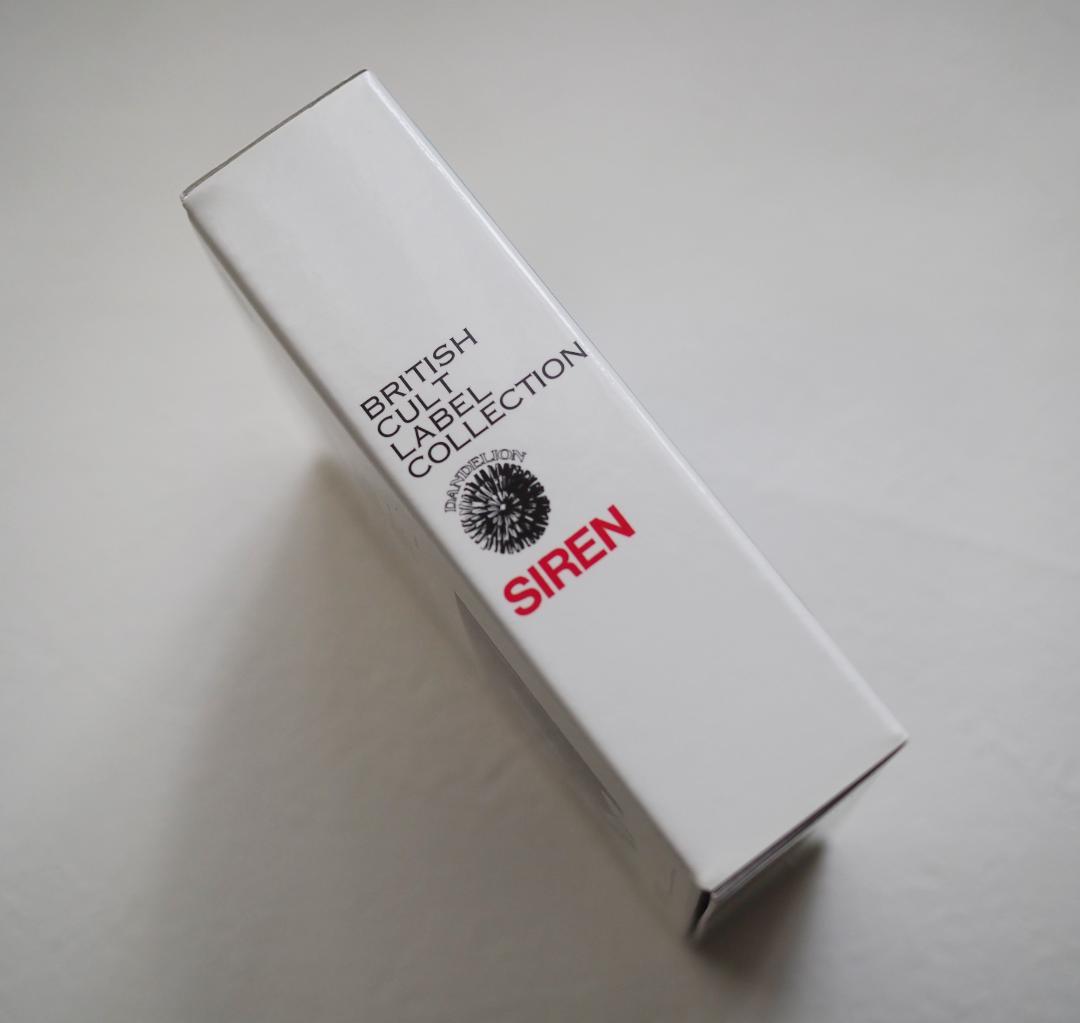 BRITISH
CULT
LABEL
COLLECTION
DANDELION
SIREN